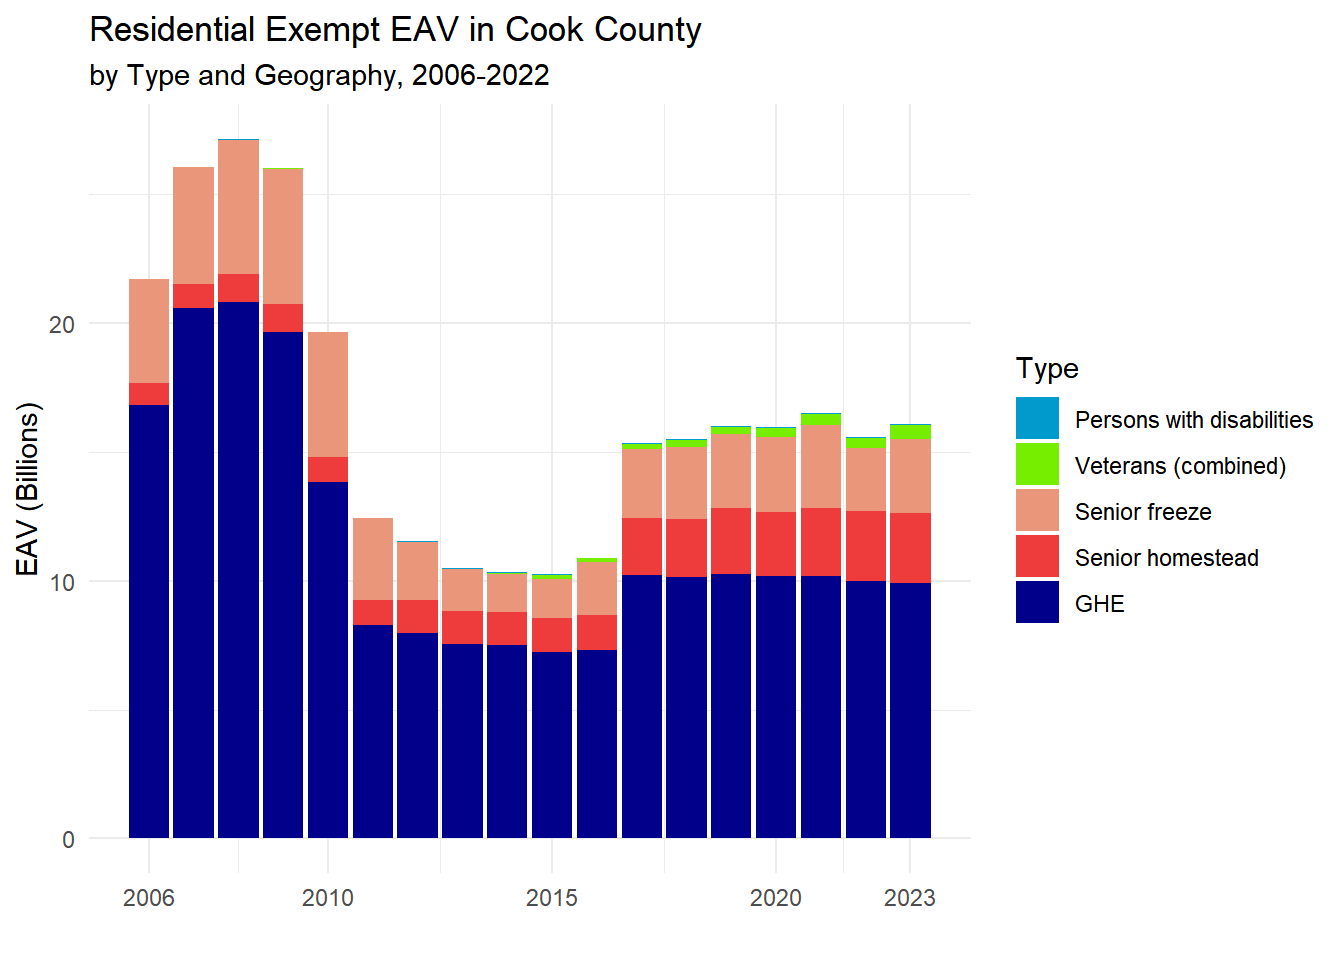 Residential Exempt EAV in Cook County
by Type and Geography, 2006-2022
EAV (Billions)
20
10
0
2006
2010
2015
2020
2023
Type
Persons with disabilities
Veterans (combined)
Senior freeze
Senior homestead
GHE